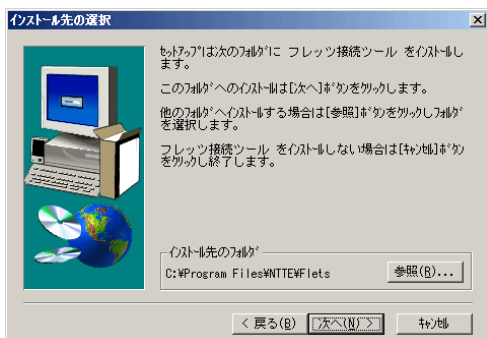 インストール先の選択
ｾｯﾄｱｯﾌﾟは次のﾌｫﾙﾀﾞに フレッツ接続ツール をｲﾝｽﾄｰﾙし
ます。
このﾌｫﾙﾀﾞへのｲﾝｽﾄｰﾙは[次へ]ﾎﾞﾀﾝをｸﾘｯｸします。
他のﾌｫﾙﾀﾞへｲﾝｽﾄｰﾙする場合は[参照]ﾎﾞﾀﾝをｸﾘｯｸしﾌｫﾙﾀﾞ
を選択します。
フレッツ接続ツール をｲﾝｽﾄｰﾙしない場合は[ｷｬﾝｾﾙ]ﾎﾞﾀﾝ
をｸﾘｯｸし終了します。
ｲﾝｽﾄｰﾙ先のﾌｫﾙﾀﾞ
C:¥Program Files¥NTTE¥Flets
参照(R)...
< 戻る(B)
次へ(N) >
ｷｬﾝｾﾙ